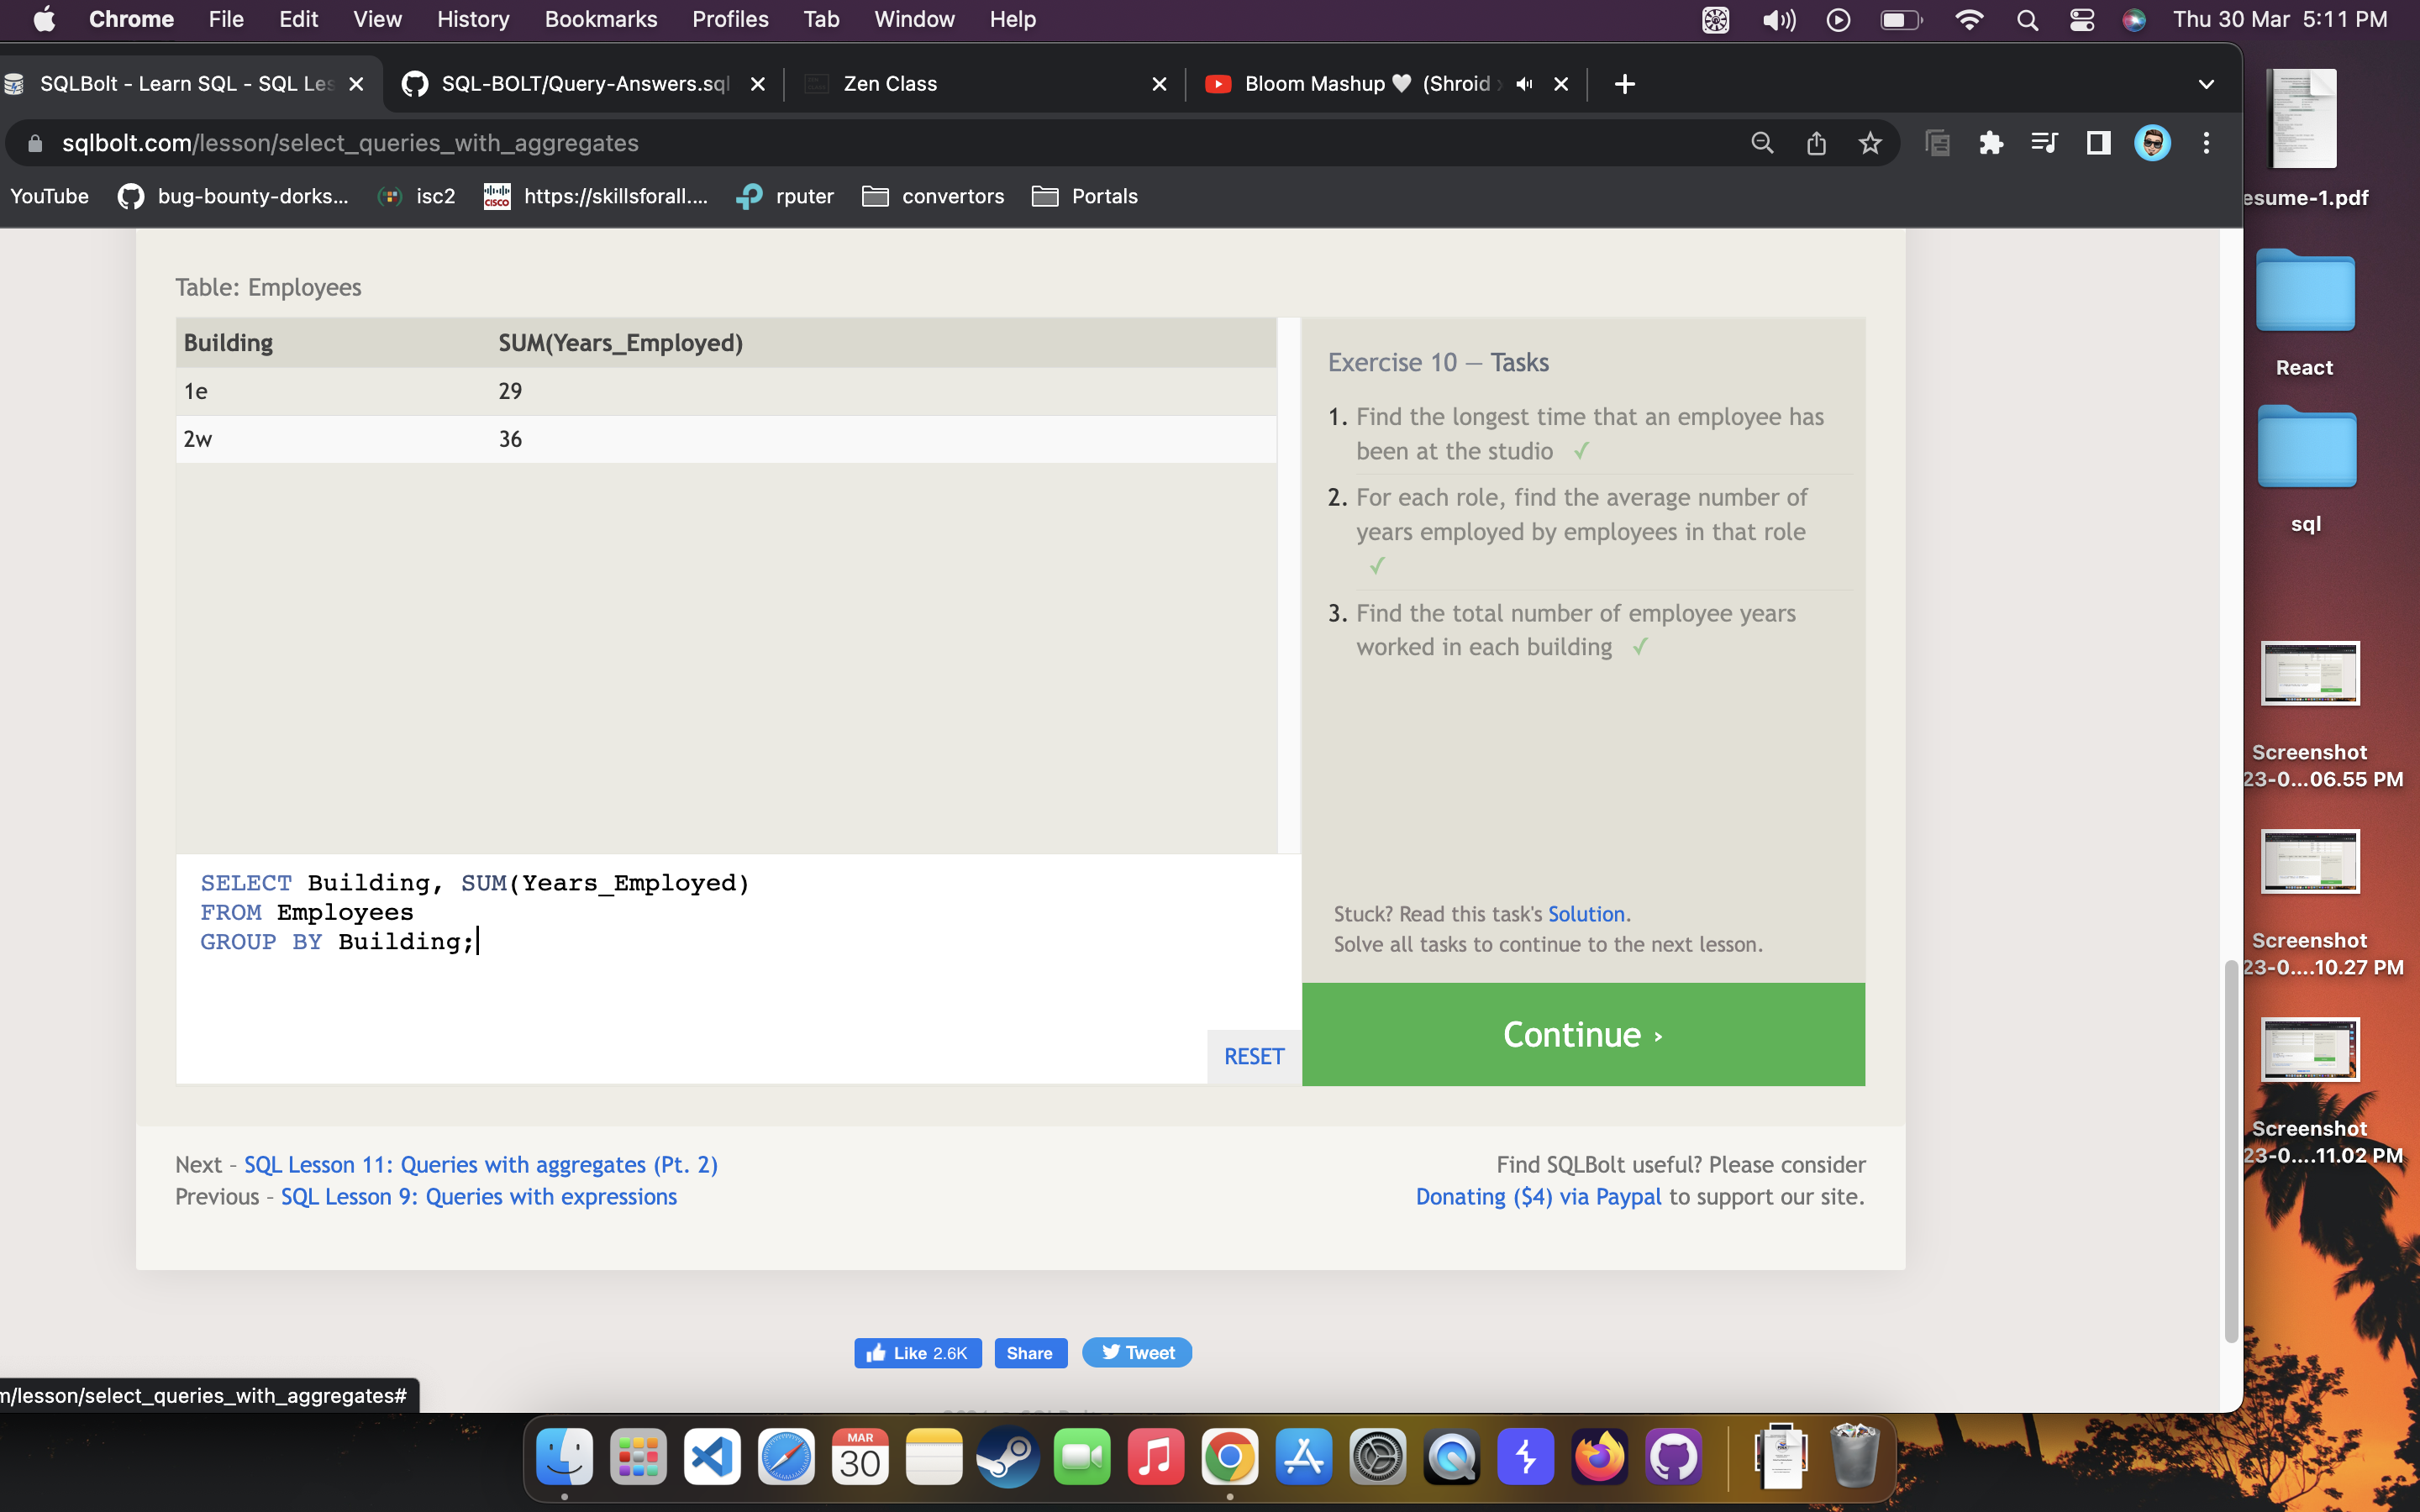 Chrome File Edit View History Bookmarks Profiles Tab Window Help Thu 30 Mar 5:11 PM
SQLBolt - Learn SQL - SQL Les SQL-BOLT/Query-Answers.sql Zen Class Bloom Mashup 🤍 (Shroid
sqlbolt.com/lesson/select_queries_with_aggregates
YouTube bug-bounty-dorks... isc2 https://skillsforall.... rputer convertors Portals
Table: Employees
Building SUM(Years_Employed)
1e 29
2w 36
SELECT Building, SUM(Years_Employed)
FROM Employees
GROUP BY Building;
RESET
Exercise 10 — Tasks
1. Find the longest time that an employee has
been at the studio ✓
2. For each role, find the average number of
years employed by employees in that role
✓
3. Find the total number of employee years
worked in each building ✓
Stuck? Read this task's Solution.
Solve all tasks to continue to the next lesson.
Continue ›
Next - SQL Lesson 11: Queries with aggregates (Pt. 2)
Previous - SQL Lesson 9: Queries with expressions
Find SQLBolt useful? Please consider
Donating ($4) via Paypal to support our site.
Like 2.6K Share Tweet
m/lesson/select_queries_with_aggregates#
esume-1.pdf
React
sql
Screenshot
23-0...06.55 PM
Screenshot
23-0....10.27 PM
Screenshot
23-0....11.02 PM
MAR
30